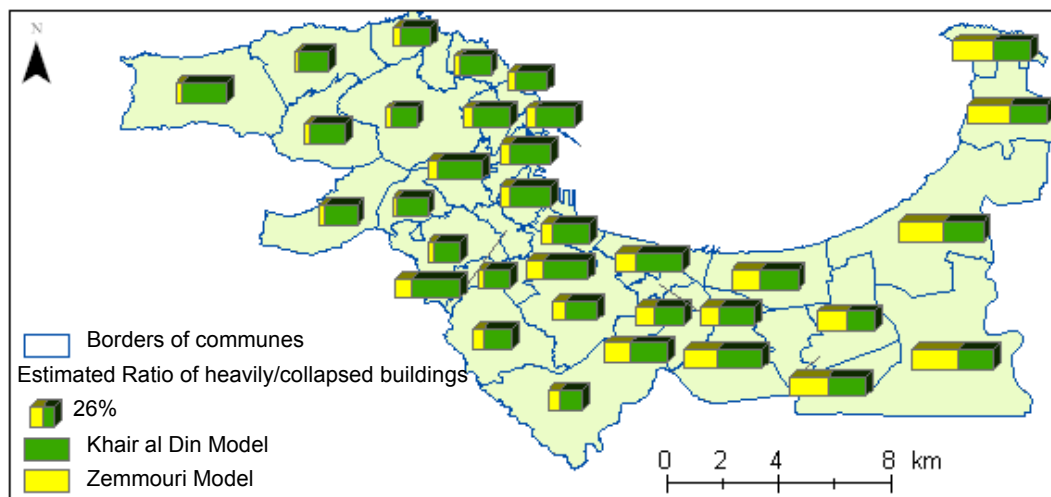 N
Borders of communes
Estimated Ratio of heavily/collapsed buildings
26%
Khair al Din Model
Zemmouri Model
0 2 4 8 km